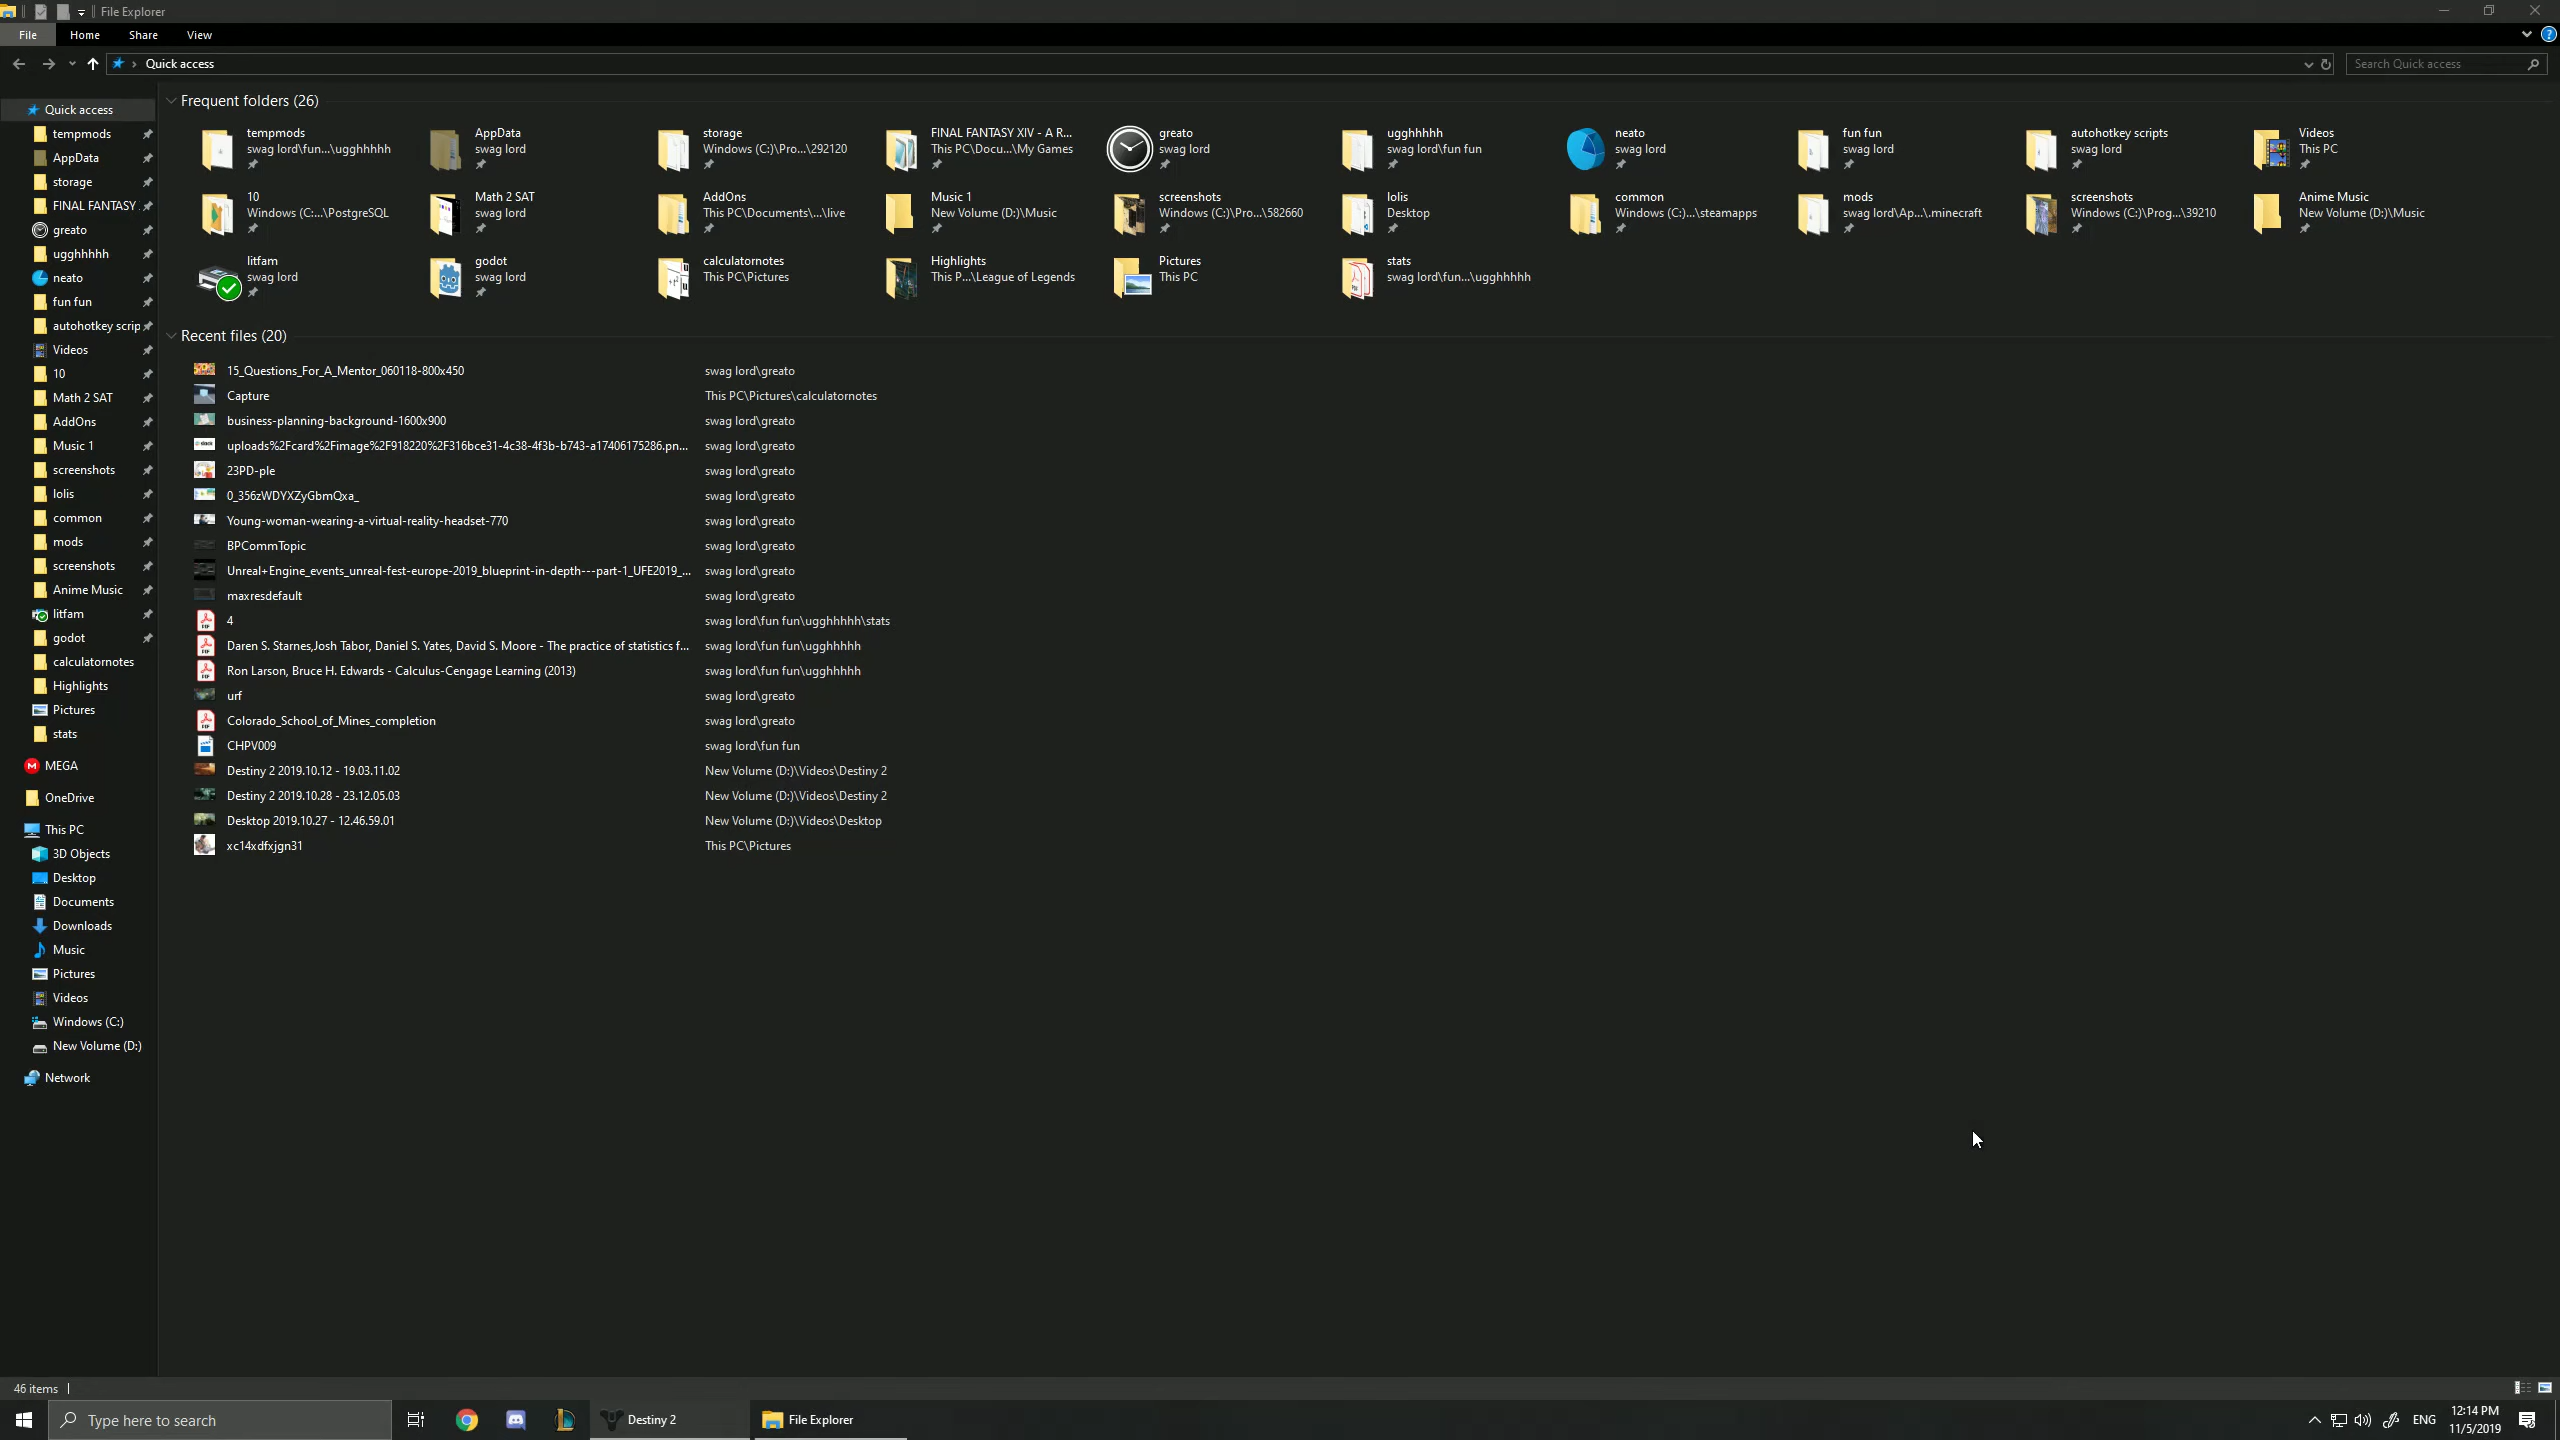 File Explorer
File Home Share View
Quick access
Search Quick access
Quick access
tempmods
AppData
storage
FINAL FANTASY
greato
ugghhhhh
neato
fun fun
autohotkey scrip
Videos
10
Math 2 SAT
AddOns
Music 1
screenshots
lolis
common
mods
screenshots
Anime Music
litfam
godot
calculatornotes
Highlights
Pictures
stats
MEGA
OneDrive
This PC
3D Objects
Desktop
Documents
Downloads
Music
Pictures
Videos
Windows (C:)
New Volume (D:)
Network
Frequent folders (26)
tempmods
swag lord\fun...\ugghhhhh
AppData
swag lord
storage
Windows (C:)\Pro...\292120
FINAL FANTASY XIV - A R...
This PC\Docu...\My Games
greato
swag lord
ugghhhhh
swag lord\fun fun
neato
swag lord
fun fun
swag lord
autohotkey scripts
swag lord
Videos
This PC
10
Windows (C:...\PostgreSQL
Math 2 SAT
swag lord
AddOns
This PC\Documents\...\live
Music 1
New Volume (D:)\Music
screenshots
Windows (C:)\Pro...\582660
lolis
Desktop
common
Windows (C:)...\steamapps
mods
swag lord\Ap...\.minecraft
screenshots
Windows (C:)\Prog...\39210
Anime Music
New Volume (D:)\Music
litfam
swag lord
godot
swag lord
calculatornotes
This PC\Pictures
Highlights
This P...\League of Legends
Pictures
This PC
stats
swag lord\fun...\ugghhhhh
Recent files (20)
15_Questions_For_A_Mentor_060118-800x450 swag lord\greato
Capture This PC\Pictures\calculatornotes
business-planning-background-1600x900 swag lord\greato
uploads%2Fcard%2Fimage%2F918220%2F316bce31-4c38-4f3b-b743-a17406175286.pn... swag lord\greato
23PD-ple swag lord\greato
0_356zWDYXZyGbmQxa_ swag lord\greato
Young-woman-wearing-a-virtual-reality-headset-770 swag lord\greato
BPCommTopic swag lord\greato
Unreal+Engine_events_unreal-fest-europe-2019_blueprint-in-depth---part-1_UFE2019_... swag lord\greato
maxresdefault swag lord\greato
4 swag lord\fun fun\ugghhhhh\stats
Daren S. Starnes,Josh Tabor, Daniel S. Yates, David S. Moore - The practice of statistics f... swag lord\fun fun\ugghhhhh
Ron Larson, Bruce H. Edwards - Calculus-Cengage Learning (2013) swag lord\fun fun\ugghhhhh
urf swag lord\greato
Colorado_School_of_Mines_completion swag lord\greato
CHPV009 swag lord\fun fun
Destiny 2 2019.10.12 - 19.03.11.02 New Volume (D:)\Videos\Destiny 2
Destiny 2 2019.10.28 - 23.12.05.03 New Volume (D:)\Videos\Destiny 2
Desktop 2019.10.27 - 12.46.59.01 New Volume (D:)\Videos\Desktop
xc14xdfxjgn31 This PC\Pictures
46 items
Type here to search
Destiny 2
File Explorer
ENG
12:14 PM
11/5/2019